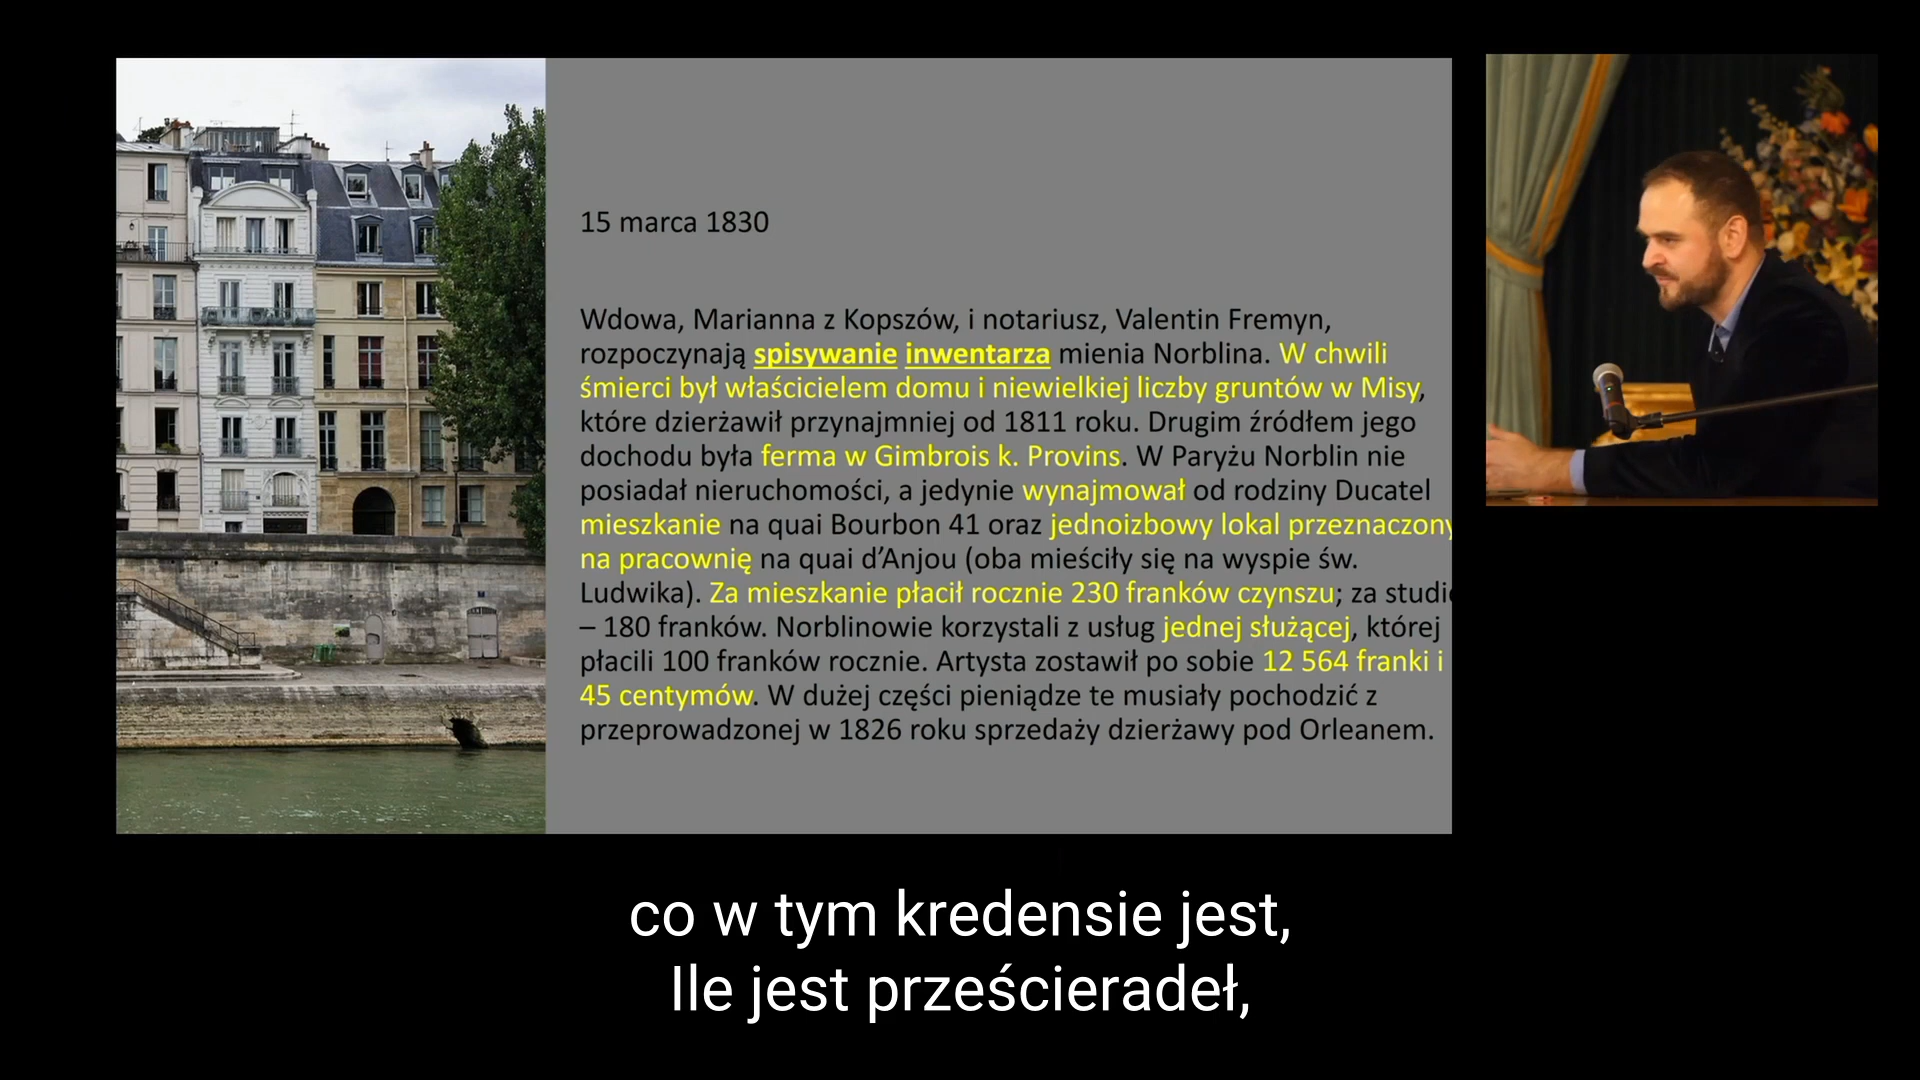 15 marca 1830
Wdowa, Marianna z Kopszów, i notariusz, Valentin Fremyn,
rozpoczynają spisywanie inwentarza mienia Norblina. W chwili
śmierci był właścicielem domu i niewielkiej liczby gruntów w Misy,
które dzierżawił przynajmniej od 1811 roku. Drugim źródłem jego
dochodu była ferma w Gimbrois k. Provins. W Paryżu Norblin nie
posiadał nieruchomości, a jedynie wynajmował od rodziny Ducatel
mieszkanie na quai Bourbon 41 oraz jednoizbowy lokal przeznaczony
na pracownię na quai d’Anjou (oba mieściły się na wyspie św.
Ludwika). Za mieszkanie płacił rocznie 230 franków czynszu; za studio
– 180 franków. Norblinowie korzystali z usług jednej służącej, której
płacili 100 franków rocznie. Artysta zostawił po sobie 12 564 franki i
45 centymów. W dużej części pieniądze te musiały pochodzić z
przeprowadzonej w 1826 roku sprzedaży dzierżawy pod Orleanem.
co w tym kredensie jest,
Ile jest prześcieradeł,